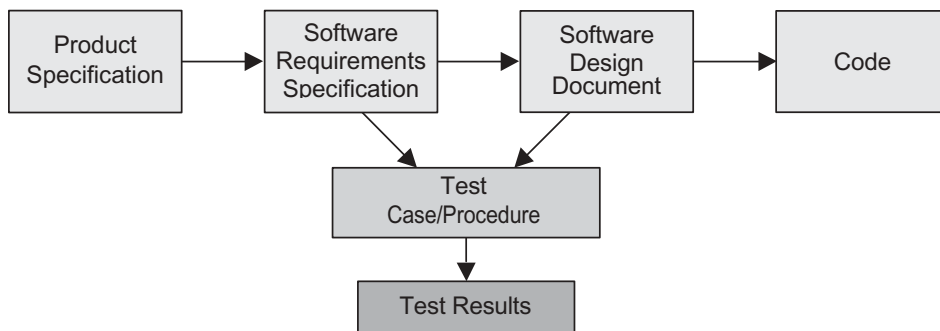 Product
Specification
Software
Requirements
Specification
Software
Design
Document
Code
Test
Case/Procedure
Test Results